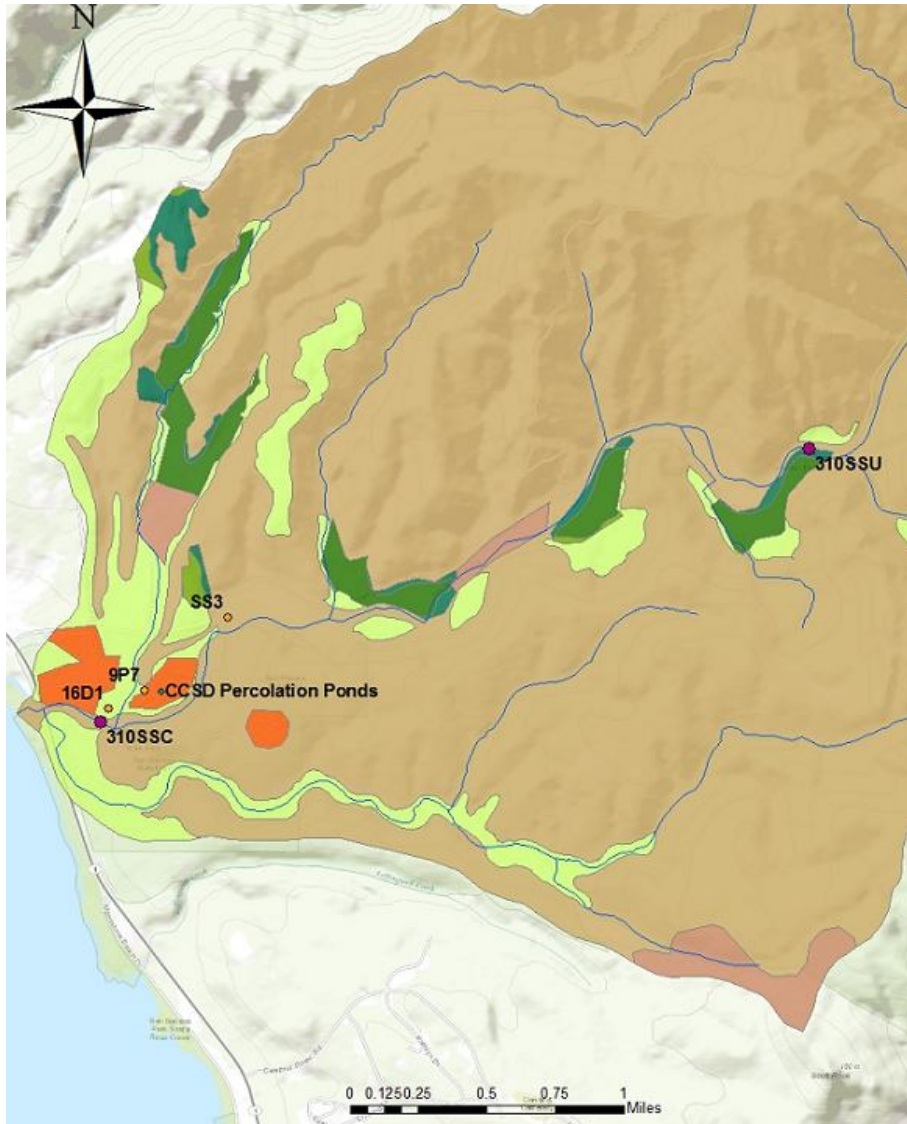 N
310SSU
SS3
9P7
CCSD Percolation Ponds
16D1
310SSC
0 0.125 0.25 0.5 0.75 1
Miles